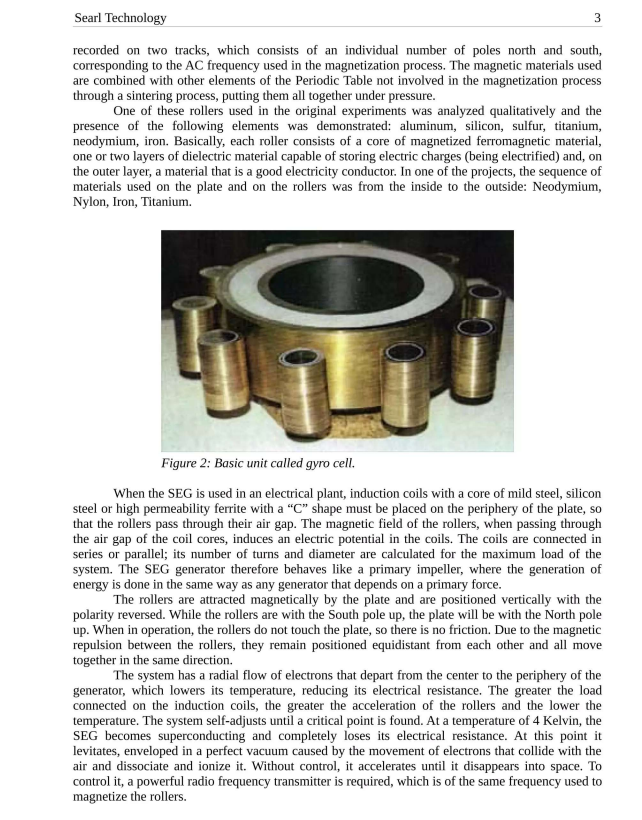 Searl Technology 3
recorded on two tracks, which consists of an individual number of poles north and south,
corresponding to the AC frequency used in the magnetization process. The magnetic materials used
are combined with other elements of the Periodic Table not involved in the magnetization process
through a sintering process, putting them all together under pressure.
One of these rollers used in the original experiments was analyzed qualitatively and the
presence of the following elements was demonstrated: aluminum, silicon, sulfur, titanium,
neodymium, iron. Basically, each roller consists of a core of magnetized ferromagnetic material,
one or two layers of dielectric material capable of storing electric charges (being electrified) and, on
the outer layer, a material that is a good electricity conductor. In one of the projects, the sequence of
materials used on the plate and on the rollers was from the inside to the outside: Neodymium,
Nylon, Iron, Titanium.
Figure 2: Basic unit called gyro cell.
When the SEG is used in an electrical plant, induction coils with a core of mild steel, silicon
steel or high permeability ferrite with a “C” shape must be placed on the periphery of the plate, so
that the rollers pass through their air gap. The magnetic field of the rollers, when passing through
the air gap of the coil cores, induces an electric potential in the coils. The coils are connected in
series or parallel; its number of turns and diameter are calculated for the maximum load of the
system. The SEG generator therefore behaves like a primary impeller, where the generation of
energy is done in the same way as any generator that depends on a primary force.
The rollers are attracted magnetically by the plate and are positioned vertically with the
polarity reversed. While the rollers are with the South pole up, the plate will be with the North pole
up. When in operation, the rollers do not touch the plate, so there is no friction. Due to the magnetic
repulsion between the rollers, they remain positioned equidistant from each other and all move
together in the same direction.
The system has a radial flow of electrons that depart from the center to the periphery of the
generator, which lowers its temperature, reducing its electrical resistance. The greater the load
connected on the induction coils, the greater the acceleration of the rollers and the lower the
temperature. The system self-adjusts until a critical point is found. At a temperature of 4 Kelvin, the
SEG becomes superconducting and completely loses its electrical resistance. At this point it
levitates, enveloped in a perfect vacuum caused by the movement of electrons that collide with the
air and dissociate and ionize it. Without control, it accelerates until it disappears into space. To
control it, a powerful radio frequency transmitter is required, which is of the same frequency used to
magnetize the rollers.